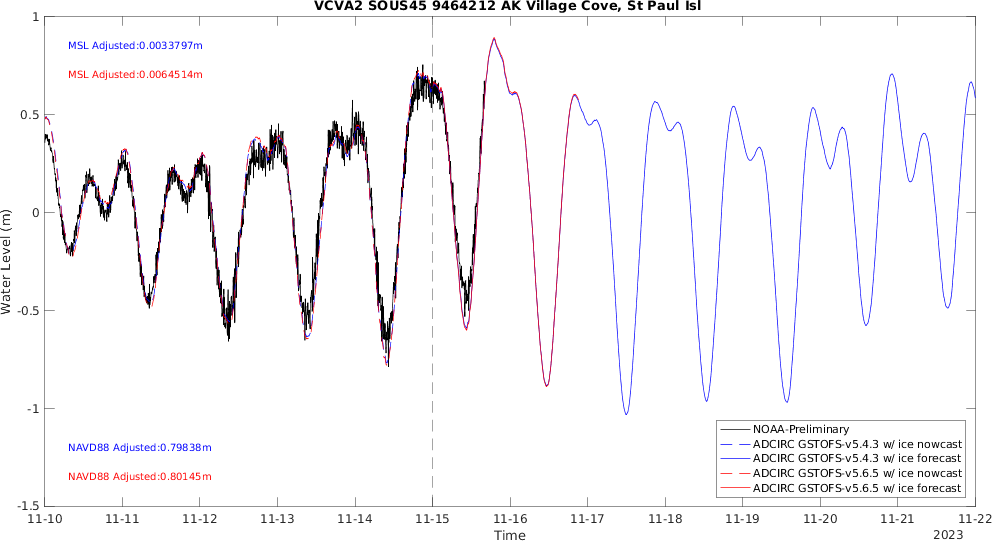 VCVA2 SOUS45 9464212 AK Village Cove, St Paul Isl
MSL Adjusted:0.0033797m
MSL Adjusted:0.0064514m
NAVD88 Adjusted:0.79838m
NAVD88 Adjusted:0.80145m
Water Level (m)
1
0.5
0
-0.5
-1
-1.5
NOAA-Preliminary
ADCIRC GSTOFS-v5.4.3 w/ ice nowcast
ADCIRC GSTOFS-v5.4.3 w/ ice forecast
ADCIRC GSTOFS-v5.6.5 w/ ice nowcast
ADCIRC GSTOFS-v5.6.5 w/ ice forecast
11-10 11-11 11-12 11-13 11-14 11-15 11-16 11-17 11-18 11-19 11-20 11-21 11-22
Time
2023